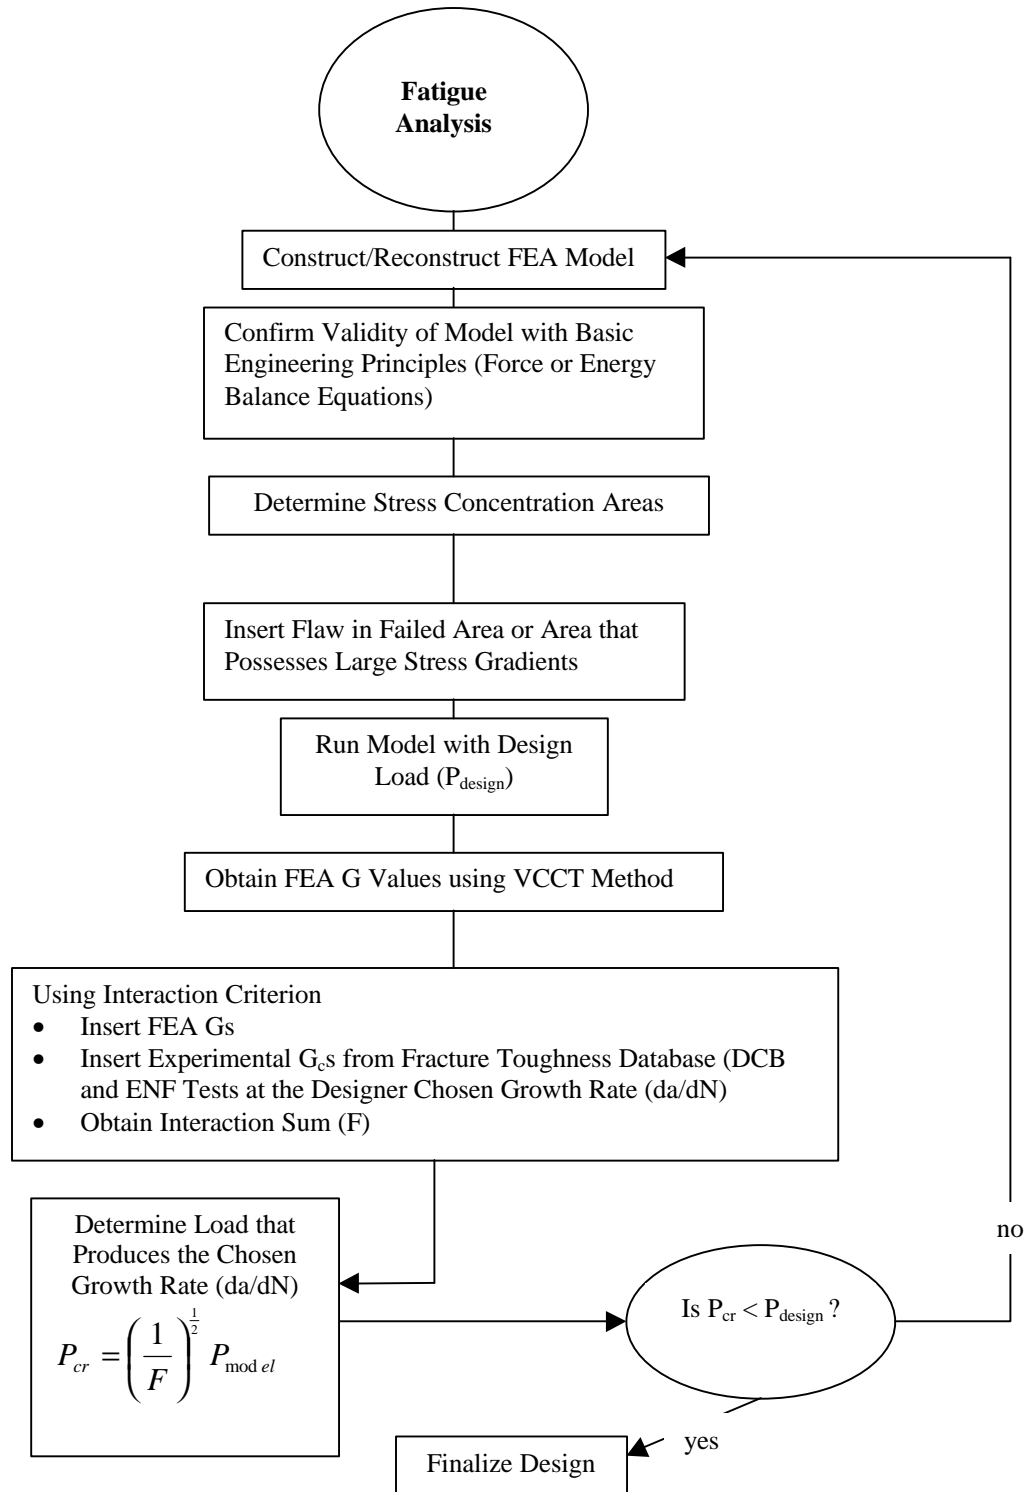 Fatigue
Analysis
Construct/Reconstruct FEA Model
Confirm Validity of Model with Basic
Engineering Principles (Force or Energy
Balance Equations)
Determine Stress Concentration Areas
Insert Flaw in Failed Area or Area that
Possesses Large Stress Gradients
Run Model with Design
Load (P_design)
Obtain FEA G Values using VCCT Method
Using Interaction Criterion
• Insert FEA Gs
• Insert Experimental G_cs from Fracture Toughness Database (DCB
and ENF Tests at the Designer Chosen Growth Rate (da/dN)
• Obtain Interaction Sum (F)
Determine Load that
Produces the Chosen
Growth Rate (da/dN)
P_cr = (1/F)^(1/2) P_mod el
Is P_cr < P_design ?
no
yes
Finalize Design